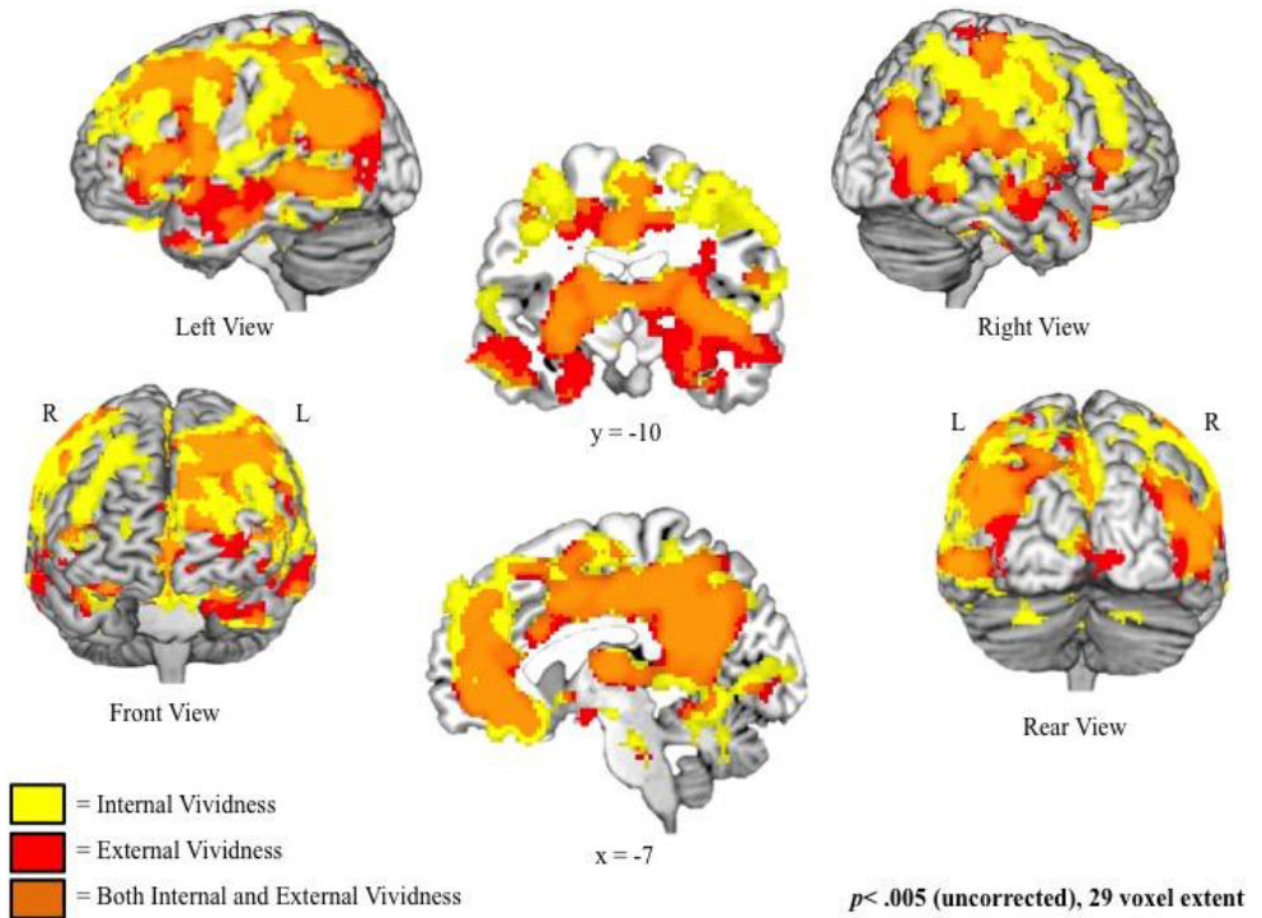 Left View
Right View
y = -10
R
L
L
R
Front View
Rear View
x = -7
= Internal Vividness
= External Vividness
= Both Internal and External Vividness
p< .005 (uncorrected), 29 voxel extent